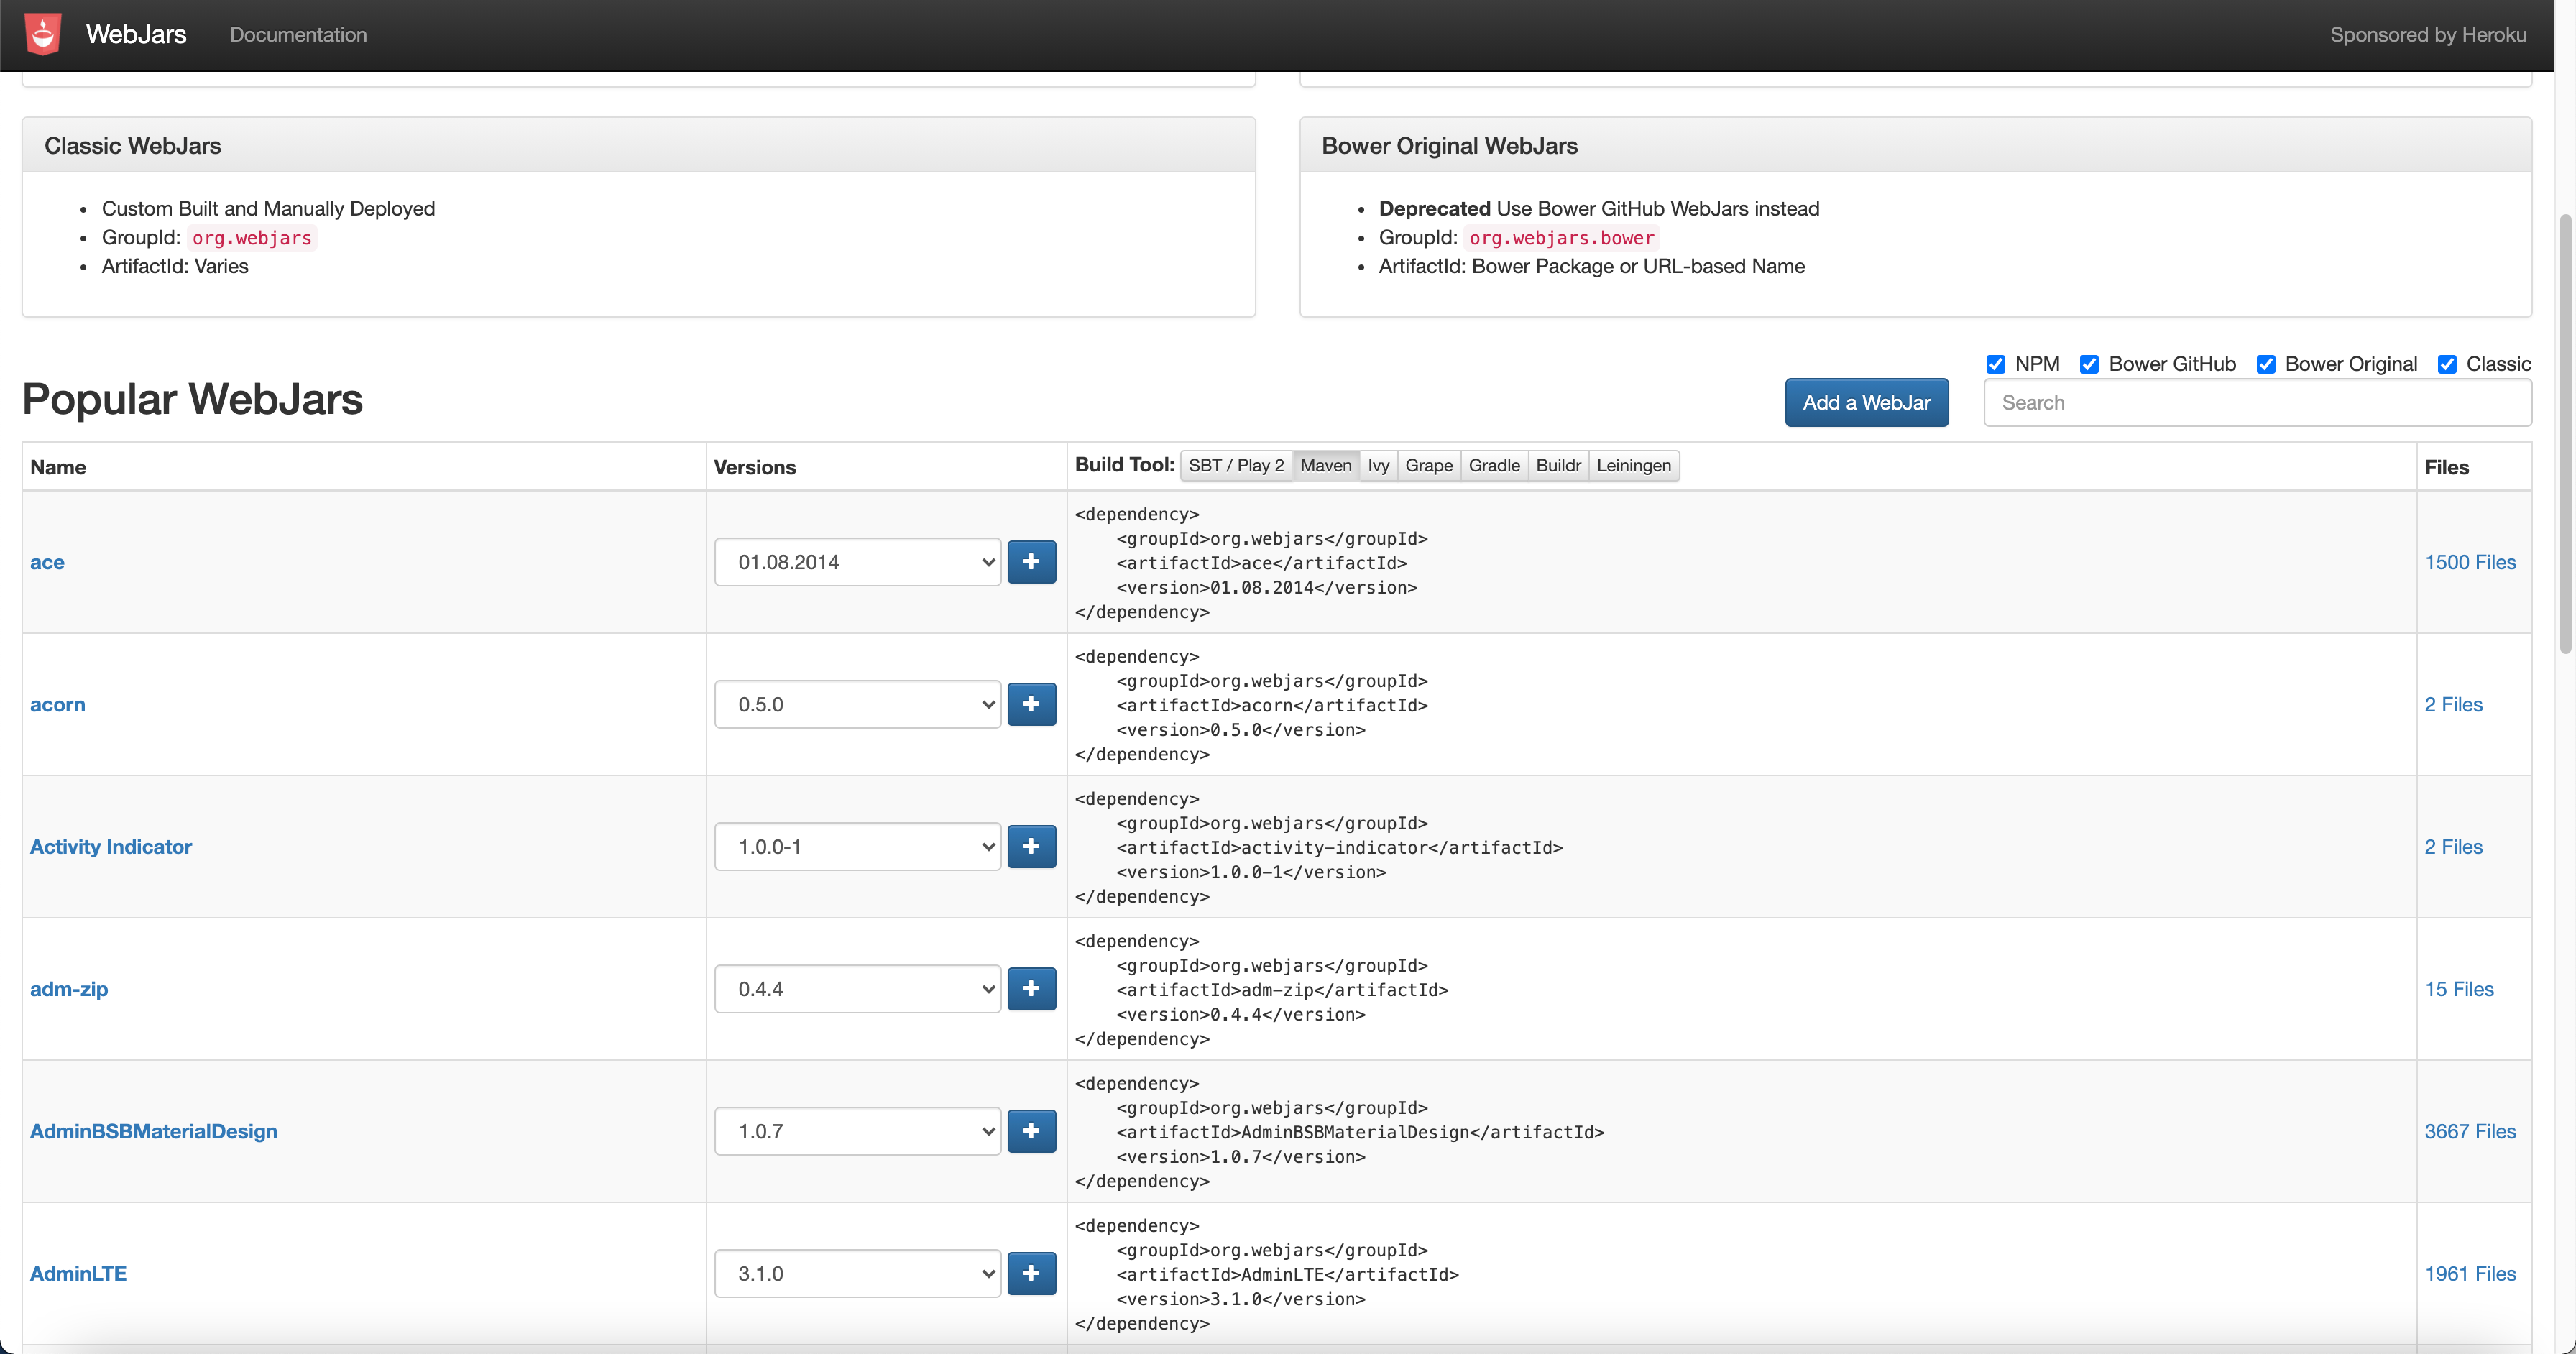 WebJars Documentation Sponsored by Heroku
Classic WebJars
Custom Built and Manually Deployed
GroupId: org.webjars
ArtifactId: Varies
Bower Original WebJars
Deprecated Use Bower GitHub WebJars instead
GroupId: org.webjars.bower
ArtifactId: Bower Package or URL-based Name
NPM Bower GitHub Bower Original Classic
Popular WebJars Add a WebJar Search
Name Versions Build Tool: SBT / Play 2 Maven Ivy Grape Gradle Buildr Leiningen Files
ace 01.08.2014
<dependency>
    <groupId>org.webjars</groupId>
    <artifactId>ace</artifactId>
    <version>01.08.2014</version>
</dependency>
1500 Files
acorn 0.5.0
<dependency>
    <groupId>org.webjars</groupId>
    <artifactId>acorn</artifactId>
    <version>0.5.0</version>
</dependency>
2 Files
Activity Indicator 1.0.0-1
<dependency>
    <groupId>org.webjars</groupId>
    <artifactId>activity-indicator</artifactId>
    <version>1.0.0-1</version>
</dependency>
2 Files
adm-zip 0.4.4
<dependency>
    <groupId>org.webjars</groupId>
    <artifactId>adm-zip</artifactId>
    <version>0.4.4</version>
</dependency>
15 Files
AdminBSBMaterialDesign 1.0.7
<dependency>
    <groupId>org.webjars</groupId>
    <artifactId>AdminBSBMaterialDesign</artifactId>
    <version>1.0.7</version>
</dependency>
3667 Files
AdminLTE 3.1.0
<dependency>
    <groupId>org.webjars</groupId>
    <artifactId>AdminLTE</artifactId>
    <version>3.1.0</version>
</dependency>
1961 Files